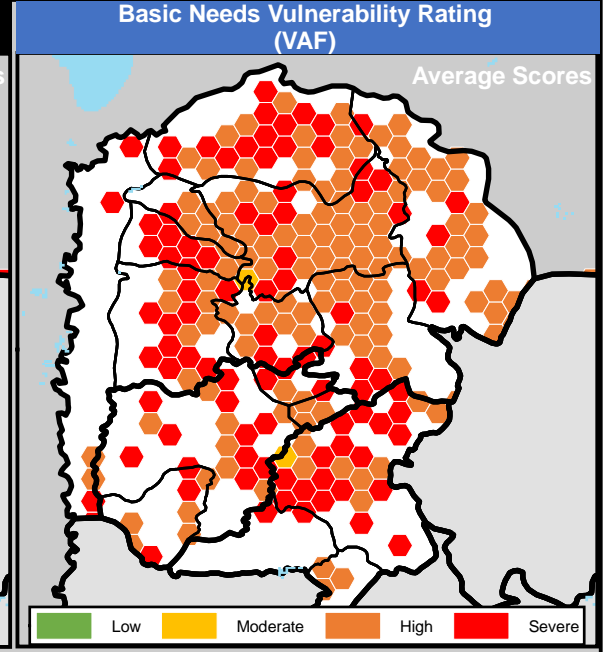 Basic Needs Vulnerability Rating
(VAF)
Average Scores
Low Moderate High Severe